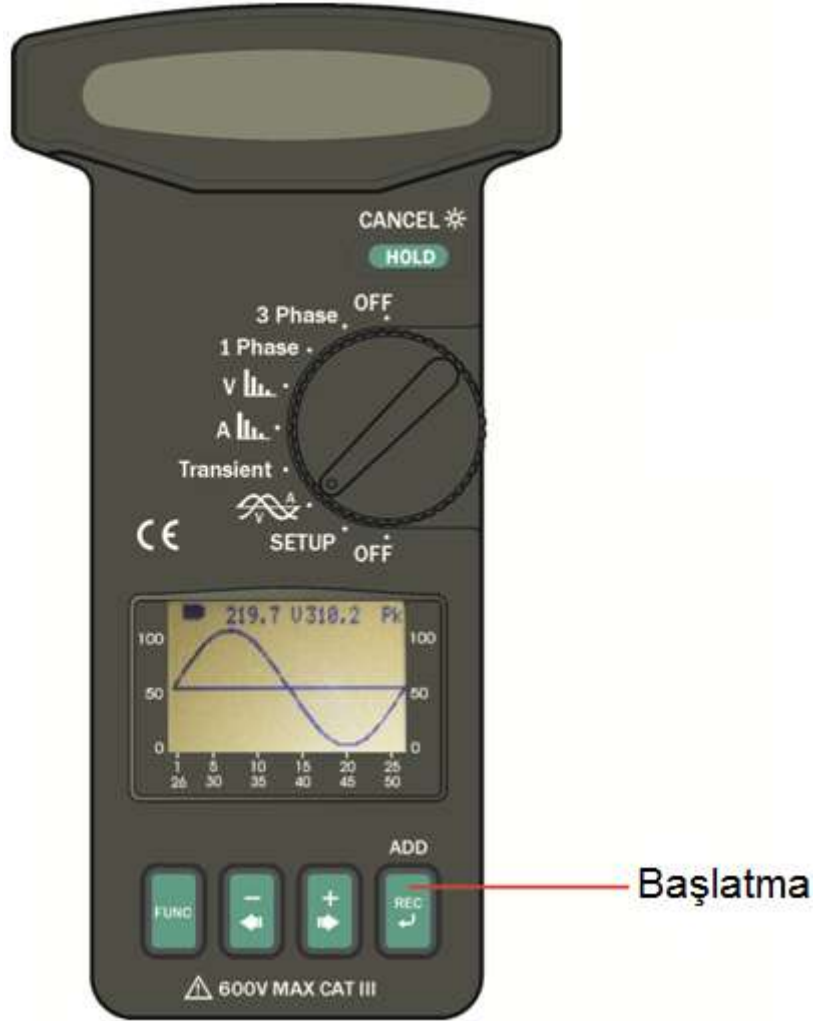 CANCEL
HOLD
OFF
3 Phase
1 Phase
V
A
Transient
A
V
SETUP
OFF
CE
219.7 V 310.2 Pk
100 100
50 50
0 0
1 5 10 15 20 25
26 30 35 40 45 50
ADD
FUNC
-
+
REC
Başlatma
600V MAX CAT III